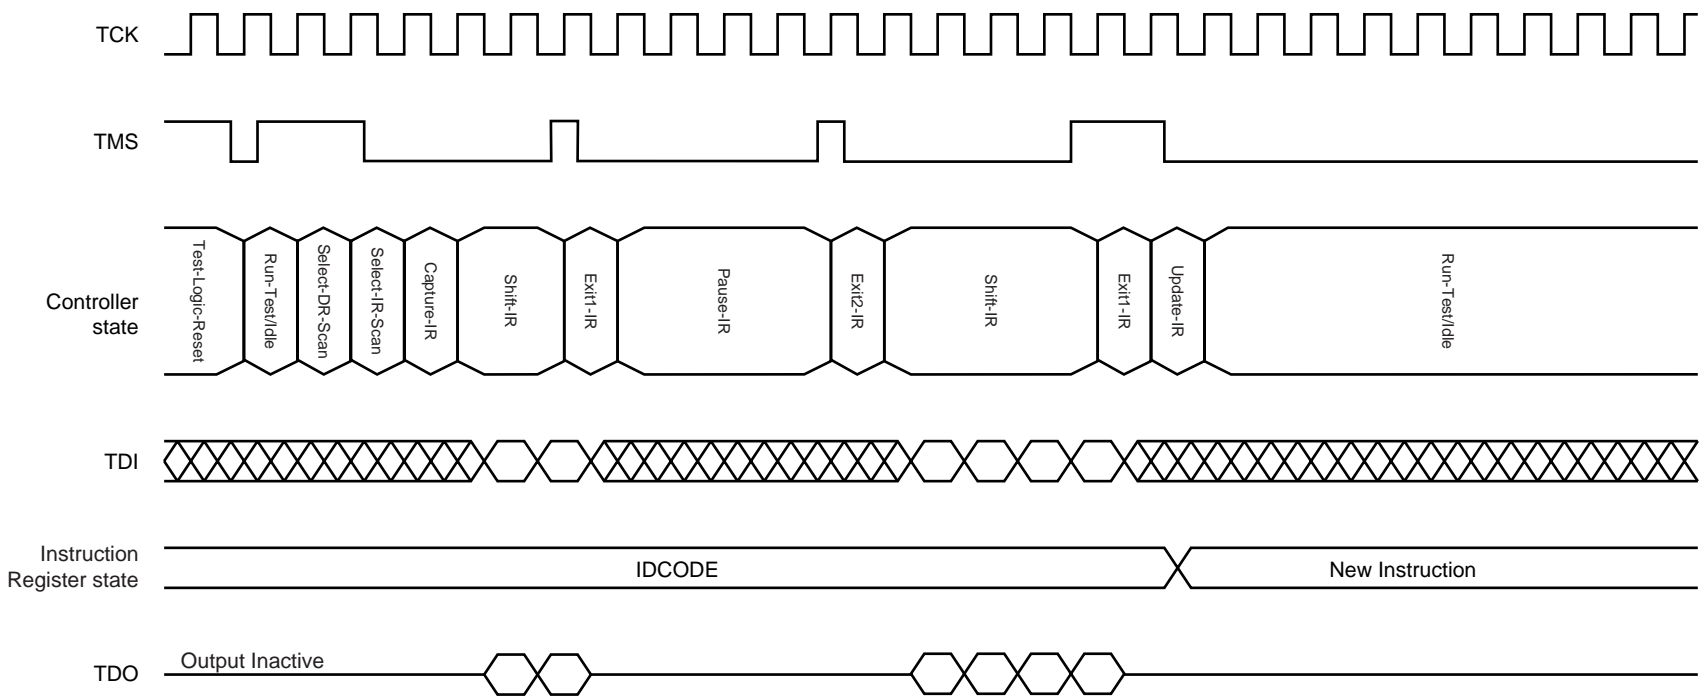 TCK
TMS
Controller
state
Test-Logic-Reset
Run-Test/Idle
Select-DR-Scan
Select-IR-Scan
Capture-IR
Shift-IR
Exit1-IR
Pause-IR
Exit2-IR
Shift-IR
Exit1-IR
Update-IR
Run-Test/Idle
TDI
Instruction
Register state
IDCODE
New Instruction
TDO
Output Inactive